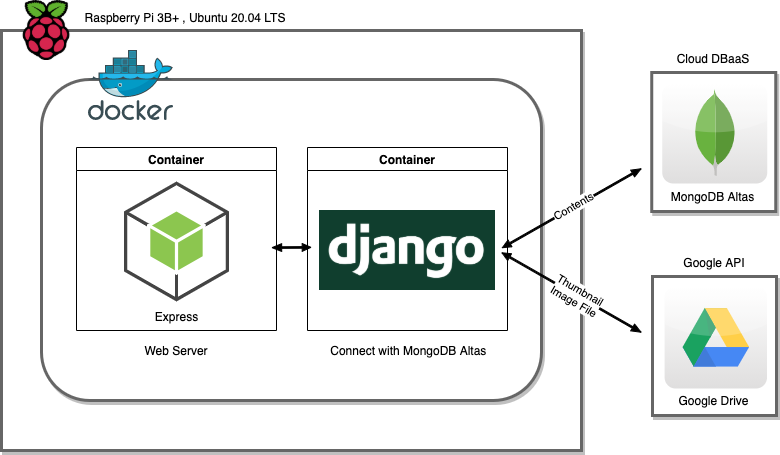 Raspberry Pi 3B+ , Ubuntu 20.04 LTS
docker
Container
Express
Web Server
Container
django
Connect with MongoDB Altas
Contents
Thumbnail
Image File
Cloud DBaaS
MongoDB Altas
Google API
Google Drive